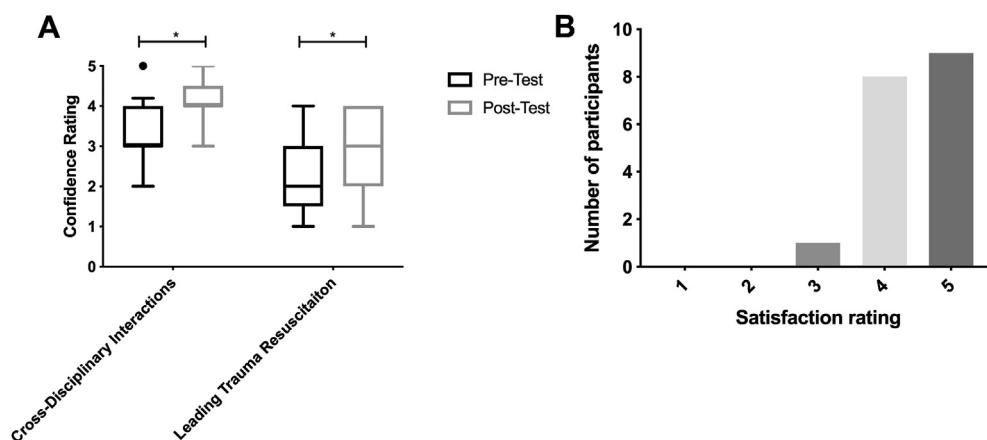 A
*
*
5
4
3
2
1
0
Confidence Rating
Cross-Disciplinary Interactions
Leading Trauma Resuscitaiton
Pre-Test
Post-Test
B
10
8
6
4
2
0
Number of participants
1
2
3
4
5
Satisfaction rating